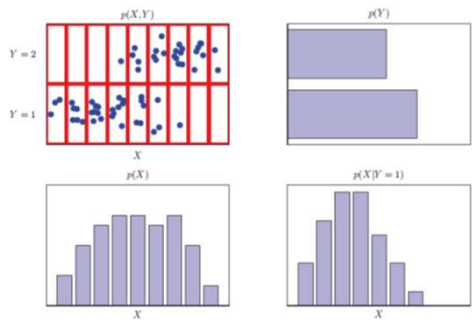 p(X,Y)
Y = 2
Y = 1
X
p(Y)
p(X)
X
p(X|Y = 1)
X